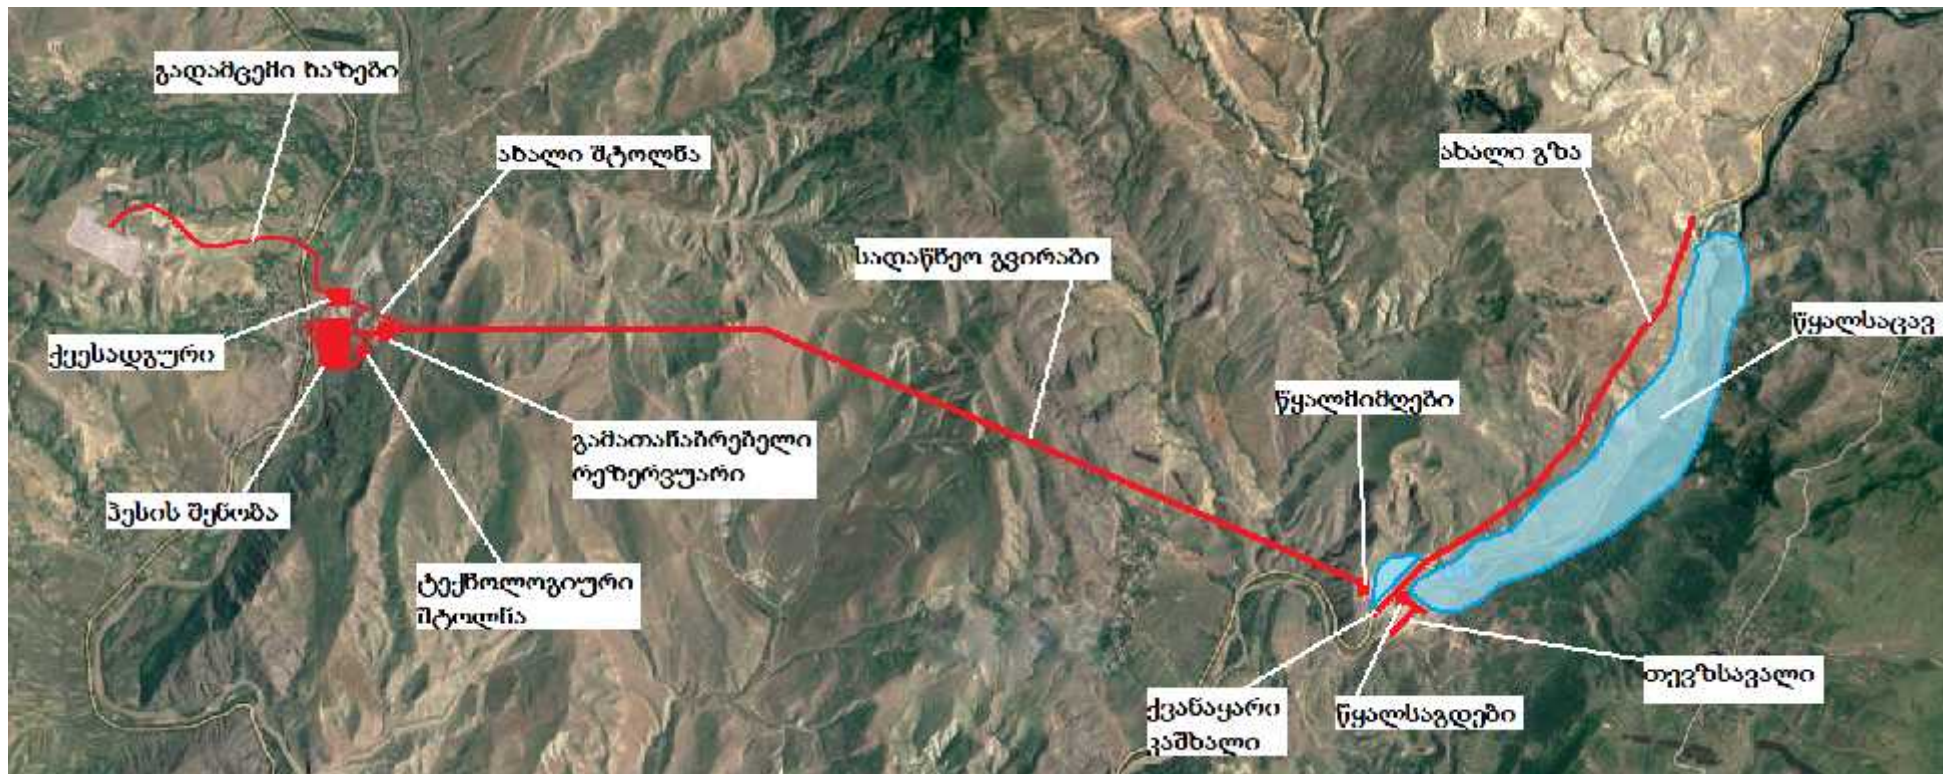 გადამცემი ხაზები
ახალი შტოლნა
ახალი გზა
სადაწნეო გვირაბი
წყალსაცავ
ქვესადგური
წყალმიმღები
გამათანაბრებელი
რეზერვუარი
ჰესის შენობა
ტექნოლოგიური
შტოლნა
თევზსავალი
ქვანაყარი
კაშხალი
წყალსაგდები